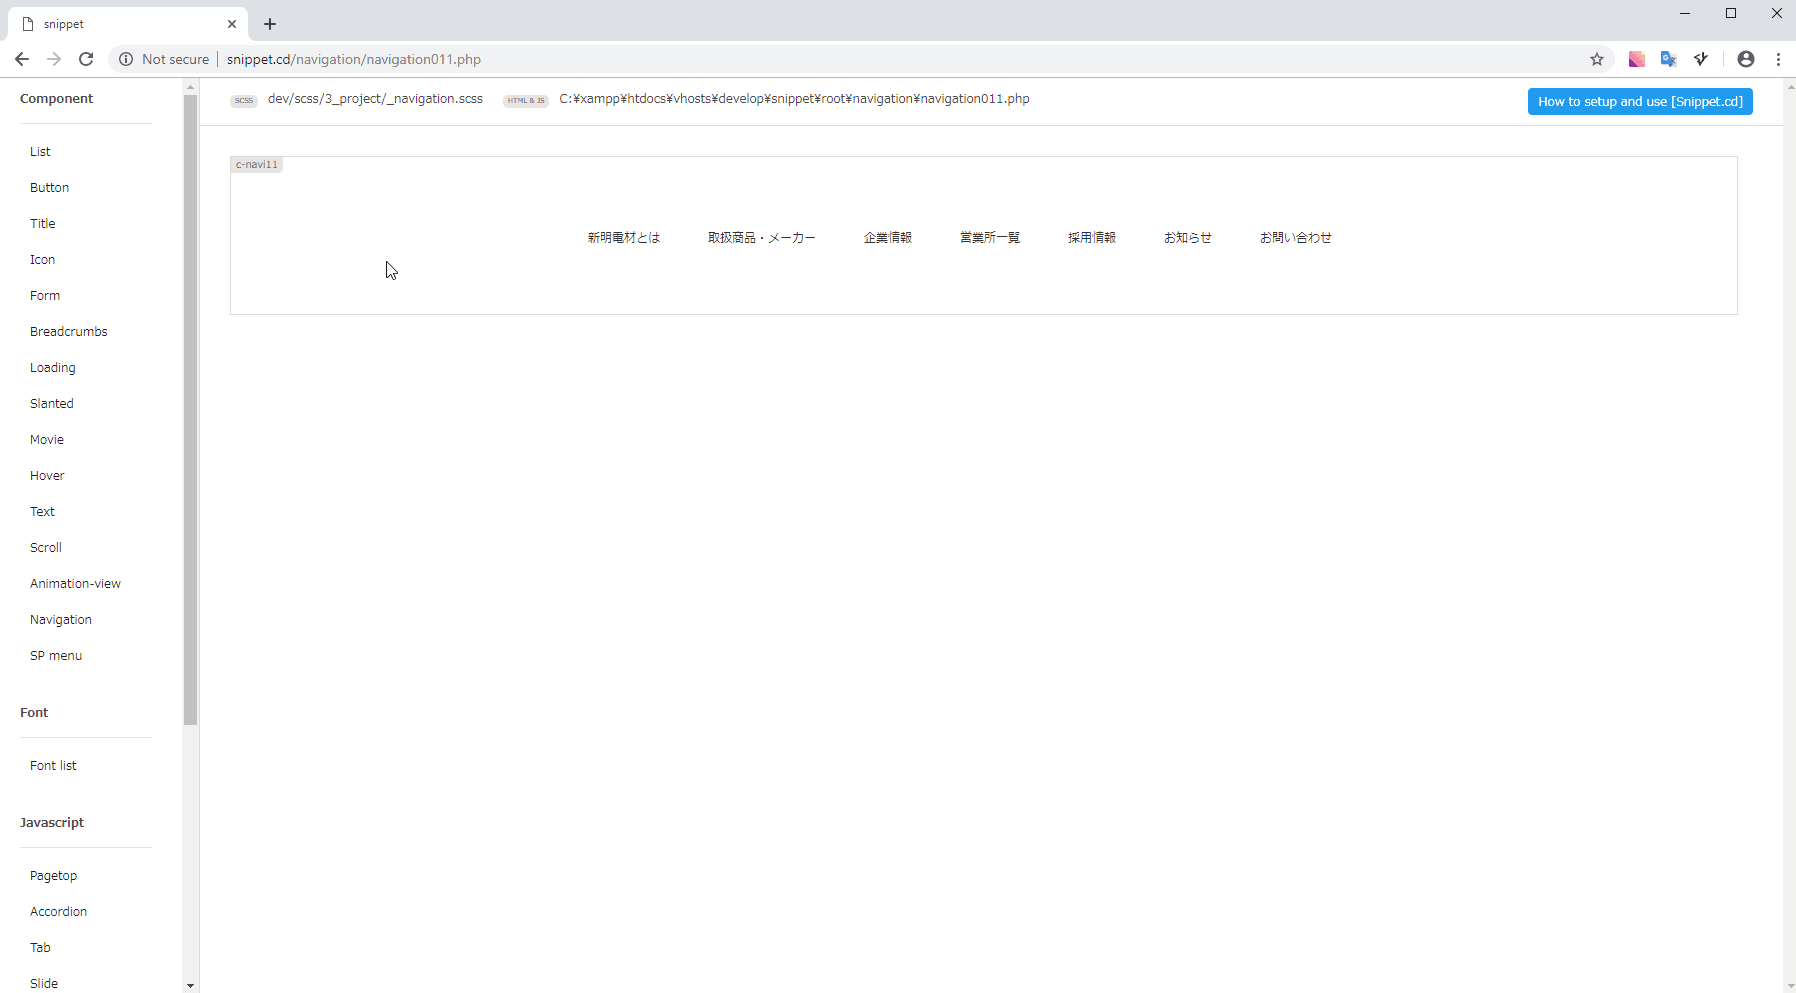 snippet
Not secure
snippet.cd/navigation/navigation011.php
Component
List
Button
Title
Icon
Form
Breadcrumbs
Loading
Slanted
Movie
Hover
Text
Scroll
Animation-view
Navigation
SP menu
Font
Font list
Javascript
Pagetop
Accordion
Tab
Slide
SCSS dev/scss/3_project/_navigation.scss HTML & JS C:¥xampp¥htdocs¥vhosts¥develop¥snippet¥root¥navigation¥navigation011.php
How to setup and use [Snippet.cd]
c-navi11
新明電材とは 取扱商品・メーカー 企業情報 営業所一覧 採用情報 お知らせ お問い合わせ